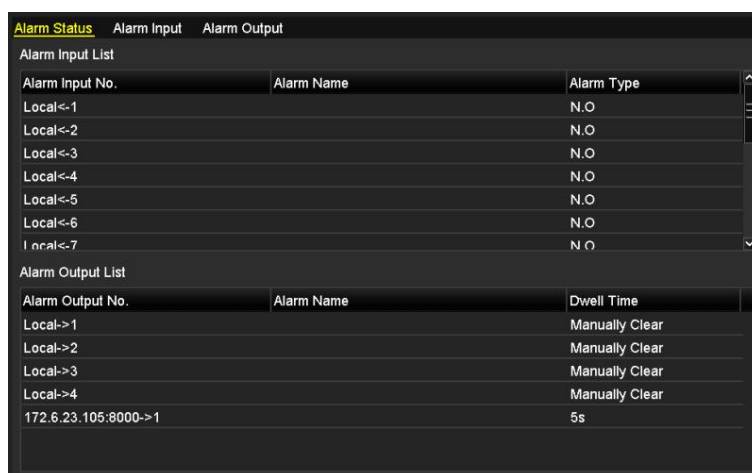 Alarm Status Alarm Input Alarm Output
Alarm Input List
Alarm Input No. Alarm Name Alarm Type
Local<-1 N.O
Local<-2 N.O
Local<-3 N.O
Local<-4 N.O
Local<-5 N.O
Local<-6 N.O
Local<-7 N.O
Alarm Output List
Alarm Output No. Alarm Name Dwell Time
Local->1 Manually Clear
Local->2 Manually Clear
Local->3 Manually Clear
Local->4 Manually Clear
172.6.23.105:8000->1 5s